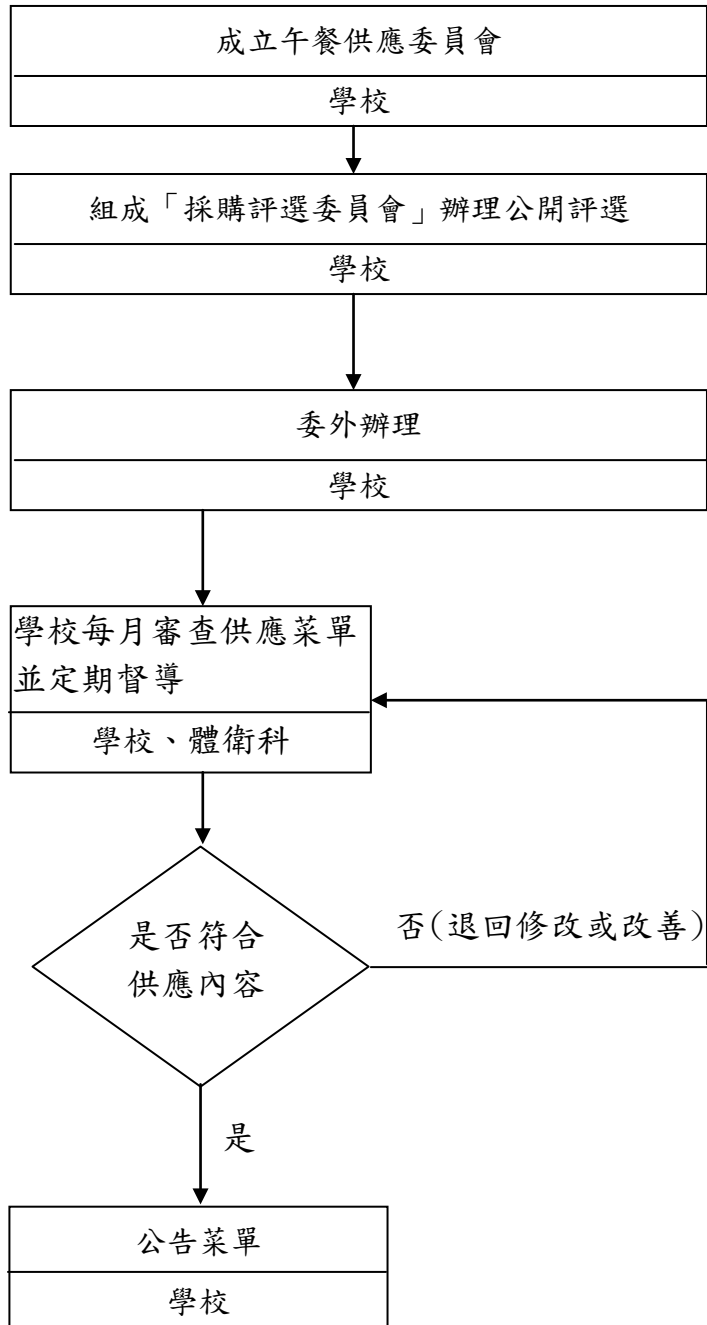 成立午餐供應委員會
學校
組成「採購評選委員會」辦理公開評選
學校
委外辦理
學校
學校每月審查供應菜單
並定期督導
學校、體衛科
是否符合
供應內容
否(退回修改或改善)
是
公告菜單
學校